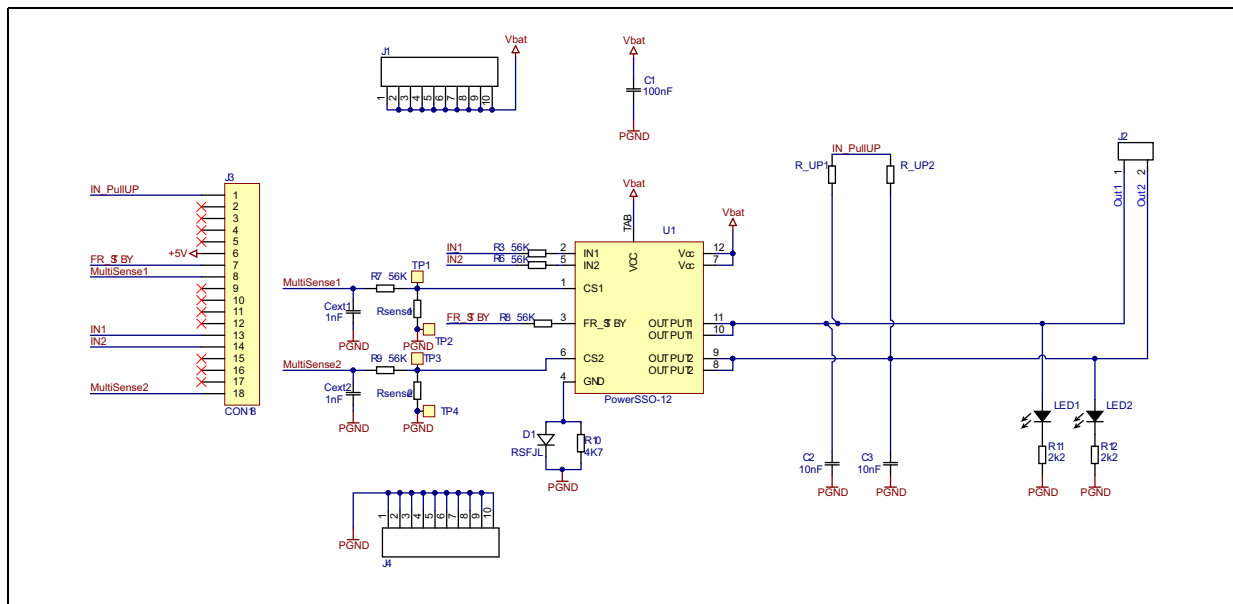 J1
Vbat
1 2 3 4 5 6 7 8 9 10
Vbat
C1
100nF
PGND
J3
IN_PullUP
1
2
3
4
5
+5V
6
FR_STBY
7
MultiSense1
8
9
10
11
12
IN1
13
IN2
14
15
16
17
MultiSense2
18
CON18
MultiSense1
R7 56K
TP1
Cext1
1nF
PGND
Rsense1
PGND
TP2
MultiSense2
R9 56K
TP3
Cext2
1nF
PGND
Rsense2
PGND
TP4
IN1
R3 56K
IN2
R6 56K
FR_STBY
R8 56K
Vbat
TAB
VCC
U1
2 IN1
5 IN2
1 CS1
3 FR_STBY
6 CS2
4 GND
12 Vcc
7 Vcc
11 OUTPUT1
10 OUTPUT1
9 OUTPUT2
8 OUTPUT2
PowerSSO-12
Vbat
D1
RSFJL
R10
4K7
PGND
IN_PullUP
R_UP1
R_UP2
C2
10nF
PGND
C3
10nF
PGND
J2
1
2
Out1
Out2
LED1
LED2
R11
2k2
R12
2k2
PGND
PGND
PGND
1 2 3 4 5 6 7 8 9 10
J4